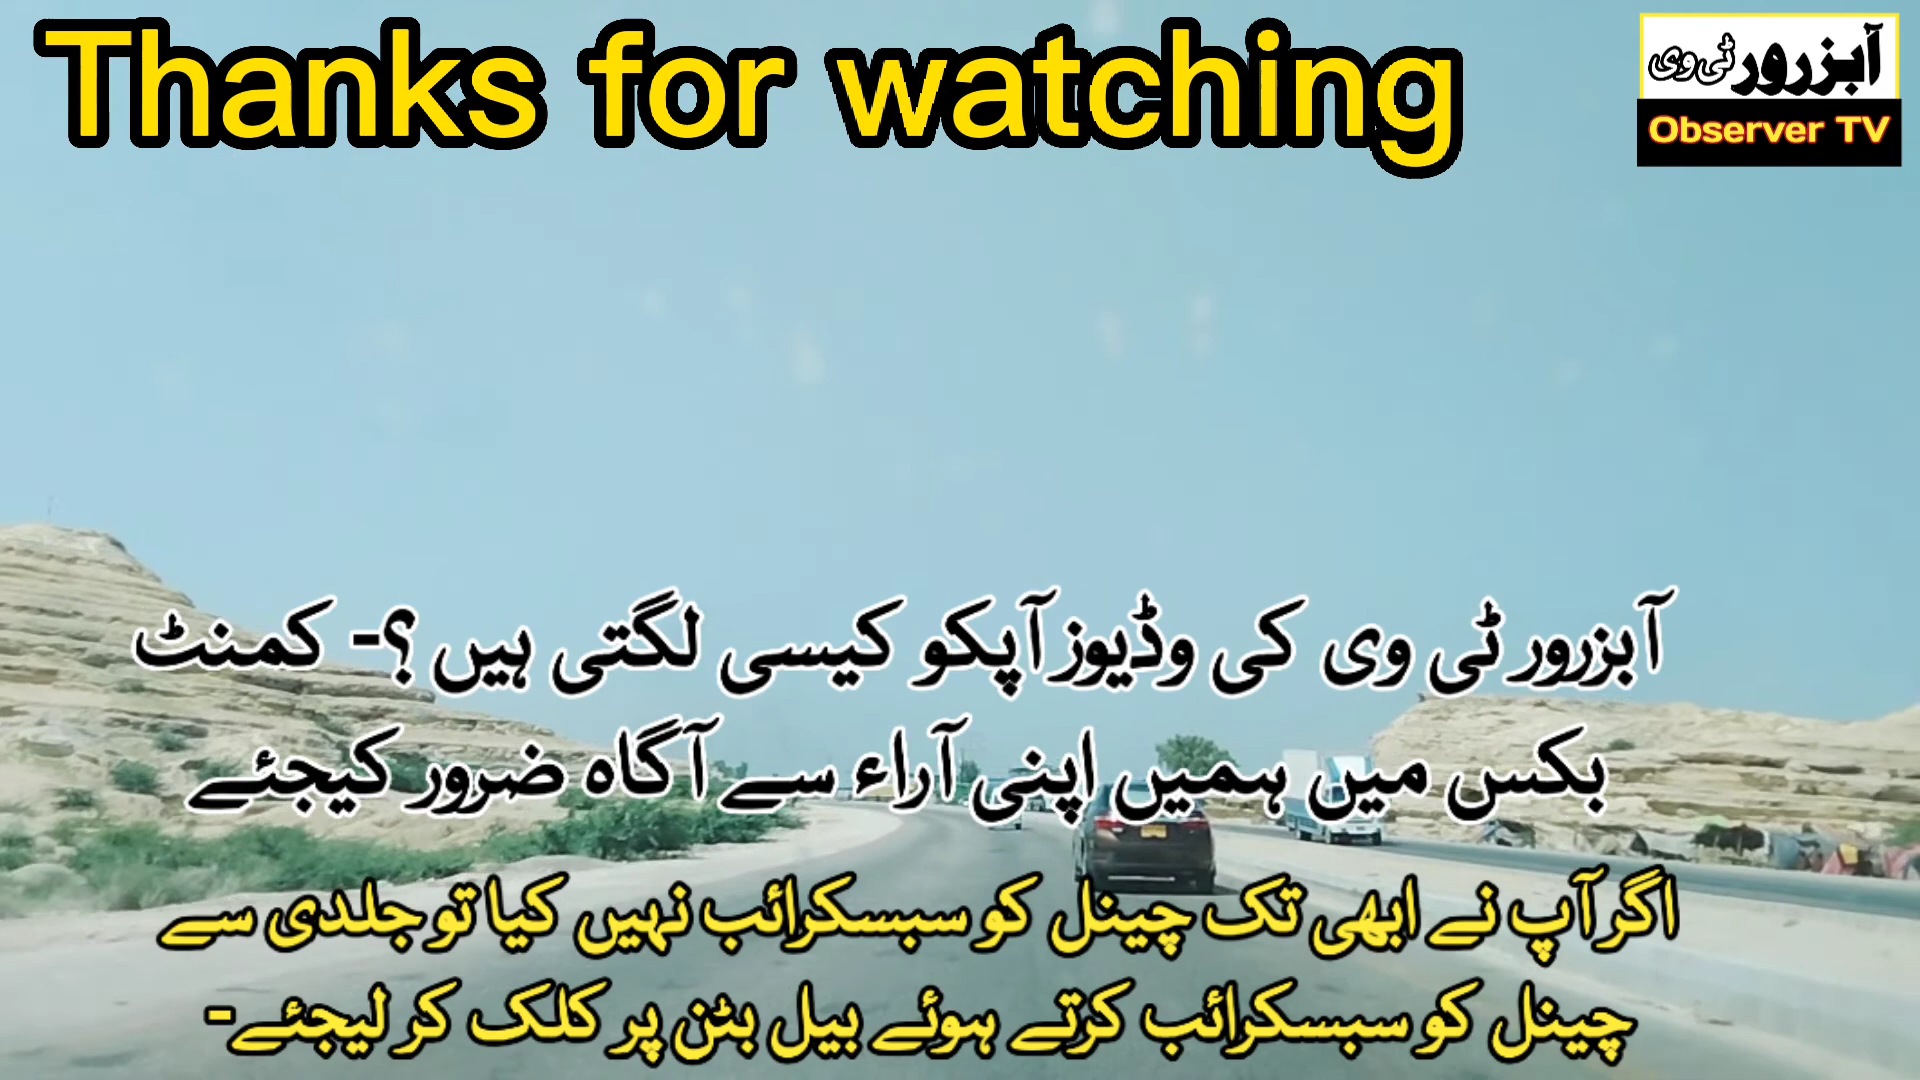 Thanks for watching
آبزرور ٹی وی
Observer TV
آبزرور ٹی وی کی وڈیوز آپکو کیسی لگتی ہیں ؟- کمنٹ
بکس میں ہمیں اپنی آراء سے آگاہ ضرور کیجئے
اگر آپ نے ابھی تک چینل کو سبسکرائب نہیں کیا تو جلدی سے
چینل کو سبسکرائب کرتے ہوئے بیل بٹن پر کلک کر لیجئے-